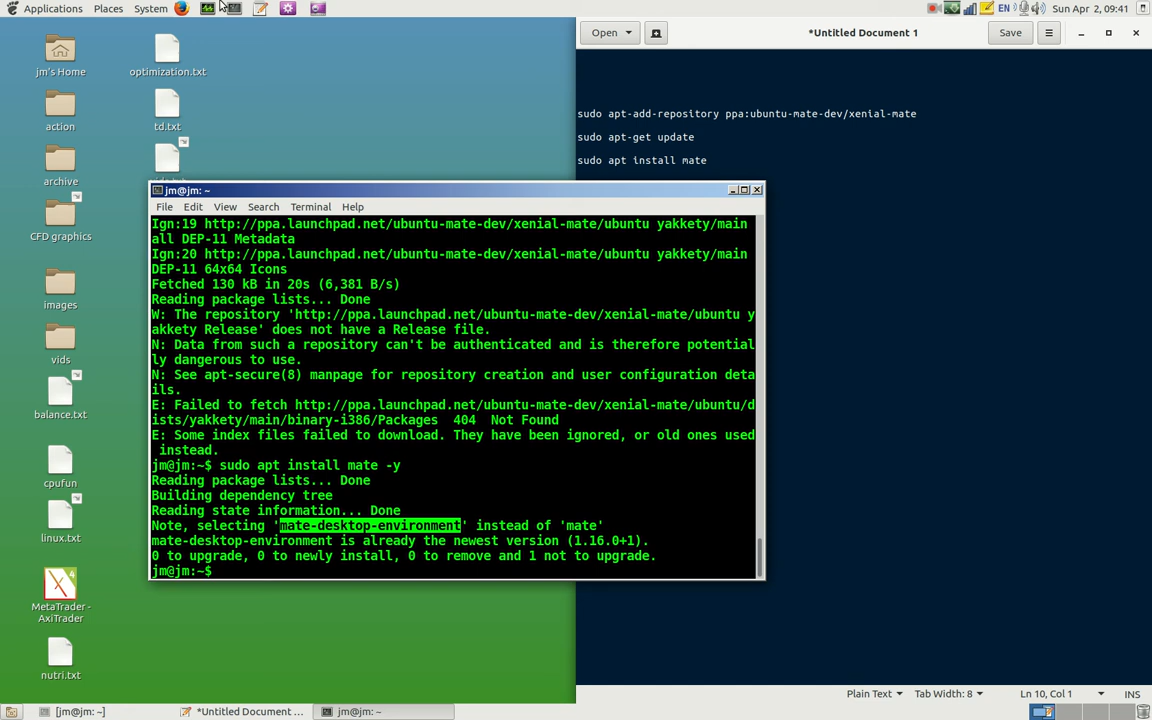 Applications Places System EN Sun Apr 2, 09:41
Open *Untitled Document 1 Save
jm's Home optimization.txt
action td.txt
archive
CFD graphics
images
vids
balance.txt
cpufun
linux.txt
MetaTrader -
AxiTrader
nutri.txt
sudo apt-add-repository ppa:ubuntu-mate-dev/xenial-mate
sudo apt-get update
sudo apt install mate
jm@jm: ~
File Edit View Search Terminal Help
Ign:19 http://ppa.launchpad.net/ubuntu-mate-dev/xenial-mate/ubuntu yakkety/main
all DEP-11 Metadata
Ign:20 http://ppa.launchpad.net/ubuntu-mate-dev/xenial-mate/ubuntu yakkety/main
DEP-11 64x64 Icons
Fetched 130 kB in 20s (6,381 B/s)
Reading package lists... Done
W: The repository 'http://ppa.launchpad.net/ubuntu-mate-dev/xenial-mate/ubuntu y
akkety Release' does not have a Release file.
N: Data from such a repository can't be authenticated and is therefore potential
ly dangerous to use.
N: See apt-secure(8) manpage for repository creation and user configuration deta
ils.
E: Failed to fetch http://ppa.launchpad.net/ubuntu-mate-dev/xenial-mate/ubuntu/d
ists/yakkety/main/binary-i386/Packages 404 Not Found
E: Some index files failed to download. They have been ignored, or old ones used
instead.
jm@jm:~$ sudo apt install mate -y
Reading package lists... Done
Building dependency tree
Reading state information... Done
Note, selecting 'mate-desktop-environment' instead of 'mate'
mate-desktop-environment is already the newest version (1.16.0+1).
0 to upgrade, 0 to newly install, 0 to remove and 1 not to upgrade.
jm@jm:~$
Plain Text Tab Width: 8 Ln 10, Col 1 INS
[jm@jm: ~] *Untitled Document ... jm@jm: ~